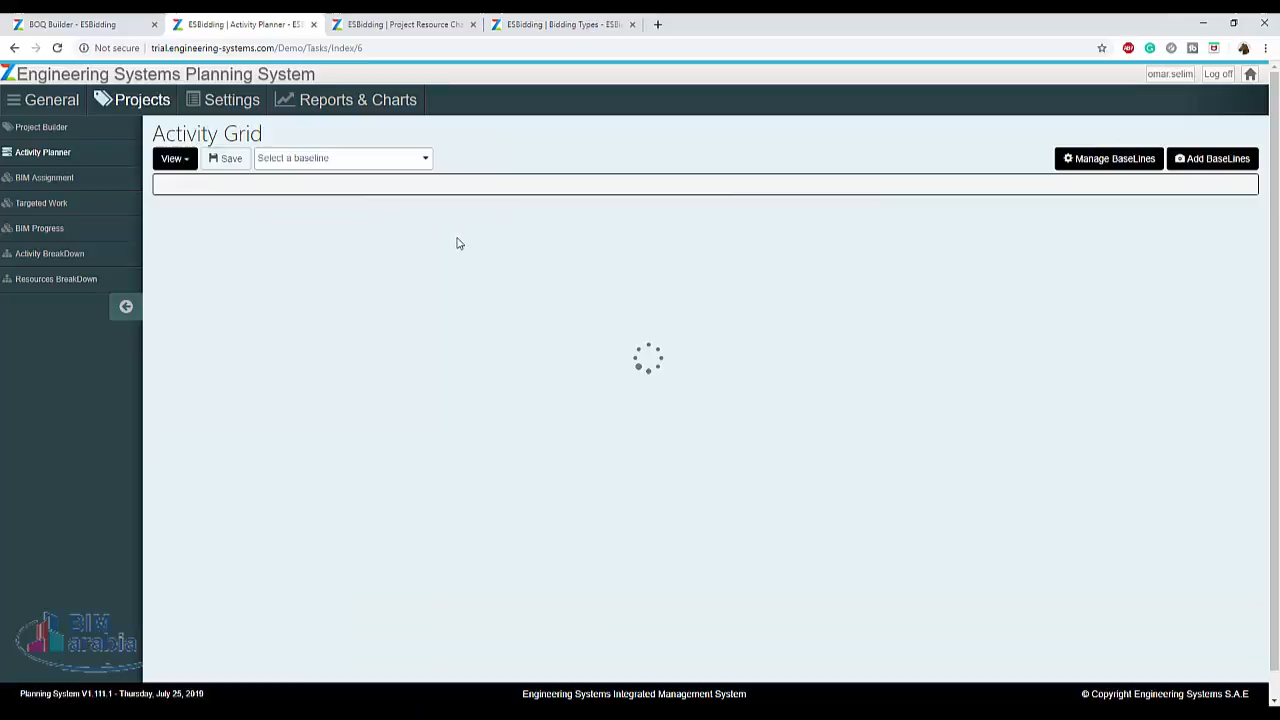 BOQ Builder - ESBidding
ESBidding | Activity Planner - ES
ESBidding | Project Resource Cha
ESBidding | Bidding Types - ESBi
Not secure | trial.engineering-systems.com/Demo/Tasks/Index/6
Engineering Systems Planning System
omar.selim
Log off
General
Projects
Settings
Reports & Charts
Project Builder
Activity Planner
BIM Assignment
Targeted Work
BIM Progress
Activity BreakDown
Resources BreakDown
Activity Grid
View
Save
Select a baseline
Manage BaseLines
Add BaseLines
BIM
arabia
Planning System V1.111.1 - Thursday, July 25, 2019
Engineering Systems Integrated Management System
© Copyright Engineering Systems S.A.E